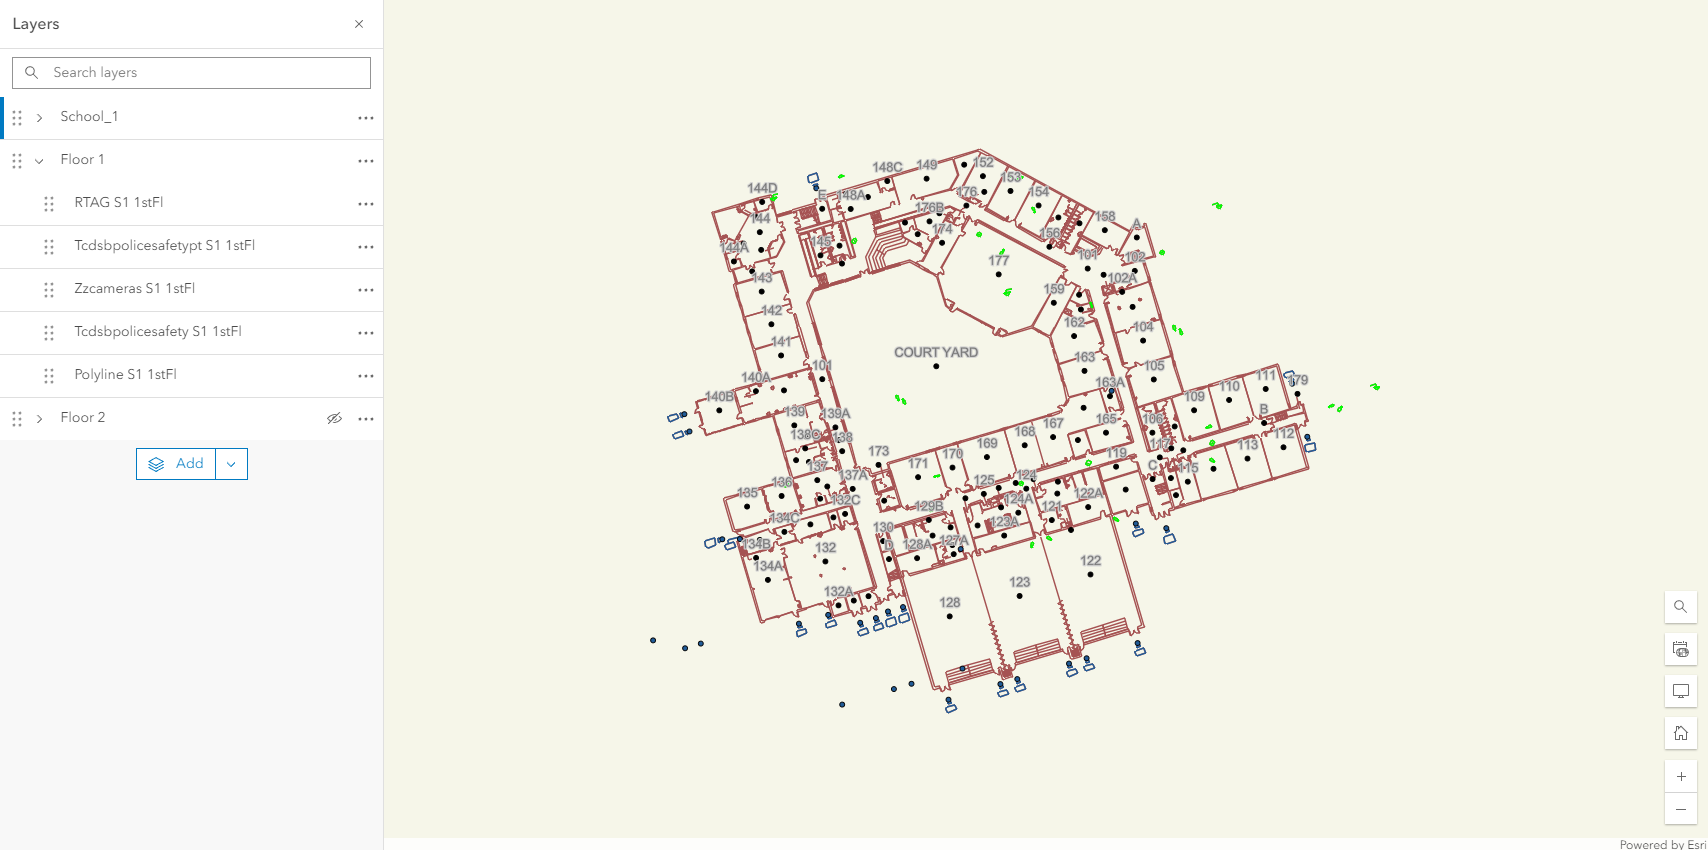 Layers
Search layers
School_1
Floor 1
RTAG S1 1stFl
Tcdsbpolicesafetypt S1 1stFl
Zzcameras S1 1stFl
Tcdsbpolicesafety S1 1stFl
Polyline S1 1stFl
Floor 2
Add
152
149
148C
153
144D
154
176
E
148A
176B
158
144
A
174
156
145
144A
101
102
177
143
102A
159
142
162
104
141
COURT YARD
163
101
105
111
140A
179
163A
110
140B
109
B
139
139A
106
165
167
168
112
138C
138
117
169
113
173
119
170
C
171
137
115
137A
124
125
136
135
122A
132C
124A
129B
121
134C
123A
130
127A
134B
D
128A
132
122
134A
123
132A
128
Powered by Esri